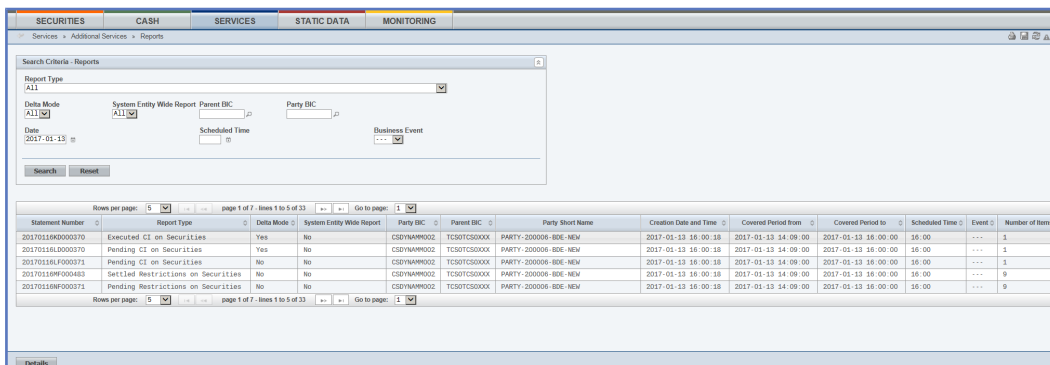 SECURITIES CASH SERVICES STATIC DATA MONITORING
Services » Additional Services » Reports
Search Criteria - Reports
Report Type
All
Delta Mode System Entity Wide Report Parent BIC Party BIC
All All
Date Scheduled Time Business Event
2017-01-13 ---
Search Reset
Rows per page: 5 page 1 of 7 - lines 1 to 5 of 33 Go to page: 1
Statement Number Report Type Delta Mode System Entity Wide Report Party BIC Parent BIC Party Short Name Creation Date and Time Covered Period from Covered Period to Scheduled Time Event Number of Items
20170116KD000370 Executed CI on Securities Yes No CSDYNAMM002 TCSOTCSOXXX PARTY-200006-BDE-NEW 2017-01-13 16:00:18 2017-01-13 14:09:00 2017-01-13 16:00:00 16:00 --- 1
20170116LD000370 Pending CI on Securities Yes No CSDYNAMM002 TCSOTCSOXXX PARTY-200006-BDE-NEW 2017-01-13 16:00:18 2017-01-13 14:09:00 2017-01-13 16:00:00 16:00 --- 1
20170116LF000371 Pending CI on Securities No No CSDYNAMM002 TCSOTCSOXXX PARTY-200006-BDE-NEW 2017-01-13 16:00:18 2017-01-13 14:09:00 2017-01-13 16:00:00 16:00 --- 1
20170116MF000483 Settled Restrictions on Securities No No CSDYNAMM002 TCSOTCSOXXX PARTY-200006-BDE-NEW 2017-01-13 16:00:18 2017-01-13 14:09:00 2017-01-13 16:00:00 16:00 --- 9
20170116NF000371 Pending Restrictions on Securities No No CSDYNAMM002 TCSOTCSOXXX PARTY-200006-BDE-NEW 2017-01-13 16:00:18 2017-01-13 14:09:00 2017-01-13 16:00:00 16:00 --- 9
Rows per page: 5 page 1 of 7 - lines 1 to 5 of 33 Go to page: 1
Details